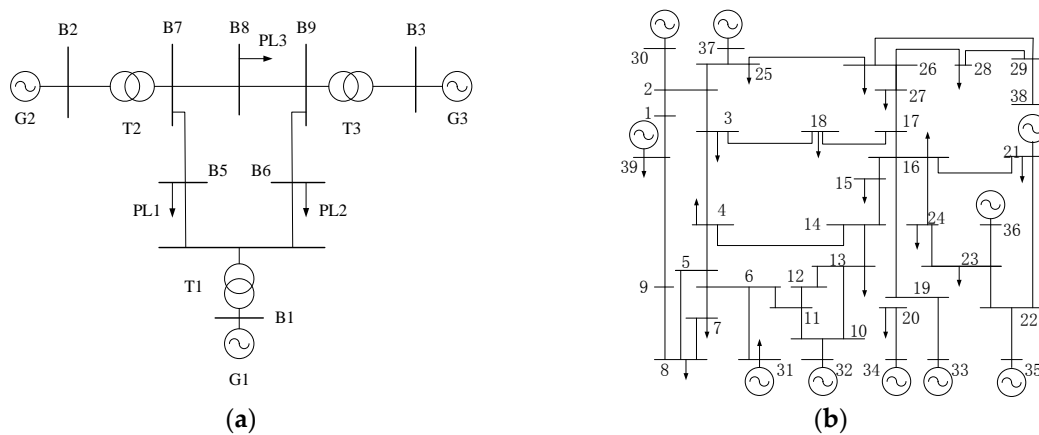 B2 B7 B8 B9 B3
PL3
G2 T2 T3 G3
B5 B6
PL1 PL2
T1
B1
G1
(a)
30 37 25 26 28 29
2 27 38
1 3 18 17
39 15 16 21
4 14 24 36
5 6 12 13 23
9 19
7 11 10 20 22
8 31 32 34 33 35
(b)